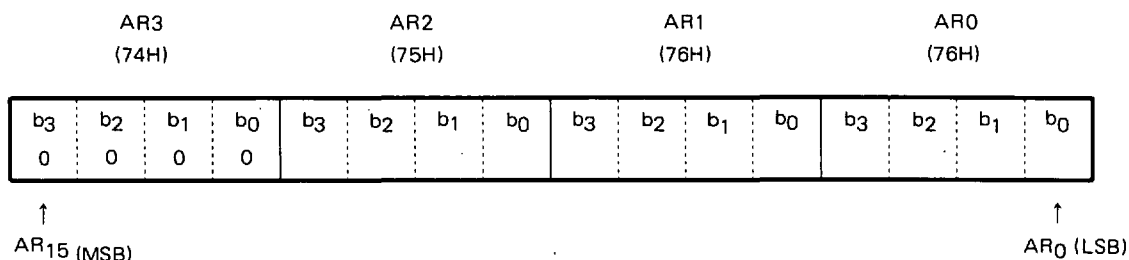 AR3 AR2 AR1 AR0
(74H) (75H) (76H) (76H)
b3 b2 b1 b0 b3 b2 b1 b0 b3 b2 b1 b0 b3 b2 b1 b0
0 0 0 0
↑ ↑
AR15 (MSB) AR0 (LSB)